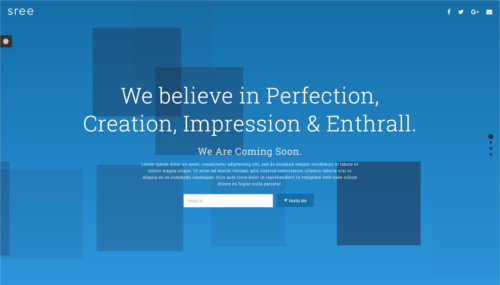 sree
We believe in Perfection,
Creation, Impression & Enthrall.
We Are Coming Soon.
Lorem ipsum dolor sit amet, consectetur adipisicing elit, sed do eiusmod tempor incididunt ut labore et
dolore magna aliqua. Ut enim ad minim veniam, quis nostrud exercitation ullamco laboris nisi ut
aliquip ex ea commodo consequat. Duis aute irure dolor in reprehenderit in voluptate velit esse cillum
dolore eu fugiat nulla pariatur.
Notify Me